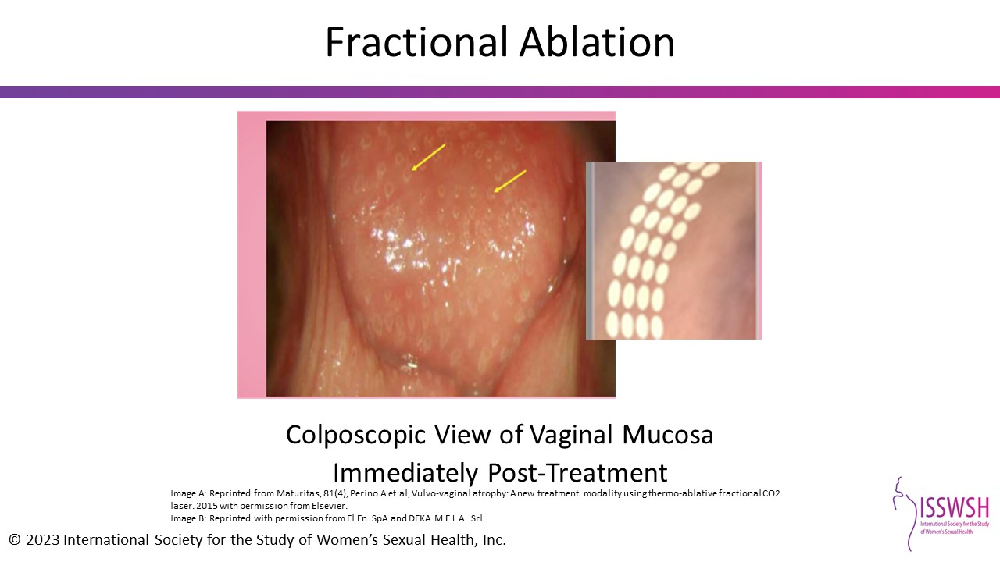 Fractional Ablation
Colposcopic View of Vaginal Mucosa
Immediately Post-Treatment
Image A: Reprinted from Maturitas, 81(4), Perino A et al, Vulvo-vaginal atrophy: A new treatment modality using thermo-ablative fractional CO2
laser. 2015 with permission from Elsevier.
Image B: Reprinted with permission from El.En. SpA and DEKA M.E.L.A. Srl.
© 2023 International Society for the Study of Women’s Sexual Health, Inc.
ISSWSH
International Society for the Study
of Women's Sexual Health